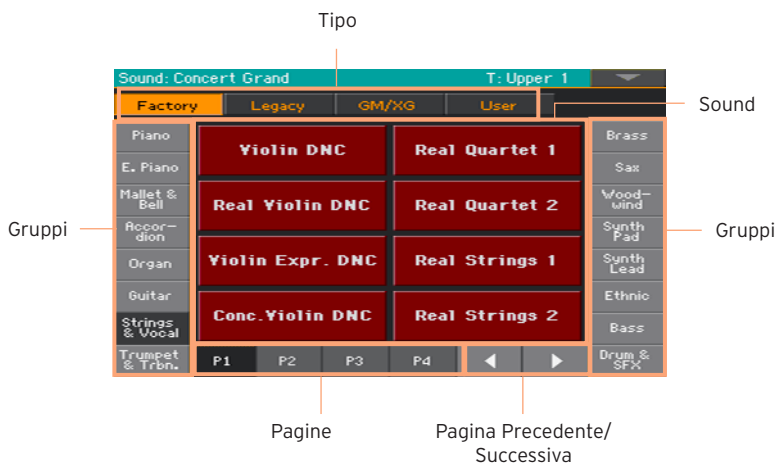 Tipo
Sound: Concert Grand T: Upper 1
Factory Legacy GM/XG User
Sound
Piano
E. Piano
Mallet &
Bell
Accor-
dion
Organ
Guitar
Strings
& Vocal
Trumpet
& Trbn.
Gruppi
Violin DNC Real Quartet 1
Real Violin DNC Real Quartet 2
Violin Expr. DNC Real Strings 1
Conc.Violin DNC Real Strings 2
Brass
Sax
Wood-
wind
Synth
Pad
Synth
Lead
Ethnic
Bass
Drum &
SFX
Gruppi
P1 P2 P3 P4
Pagine
Pagina Precedente/
Successiva